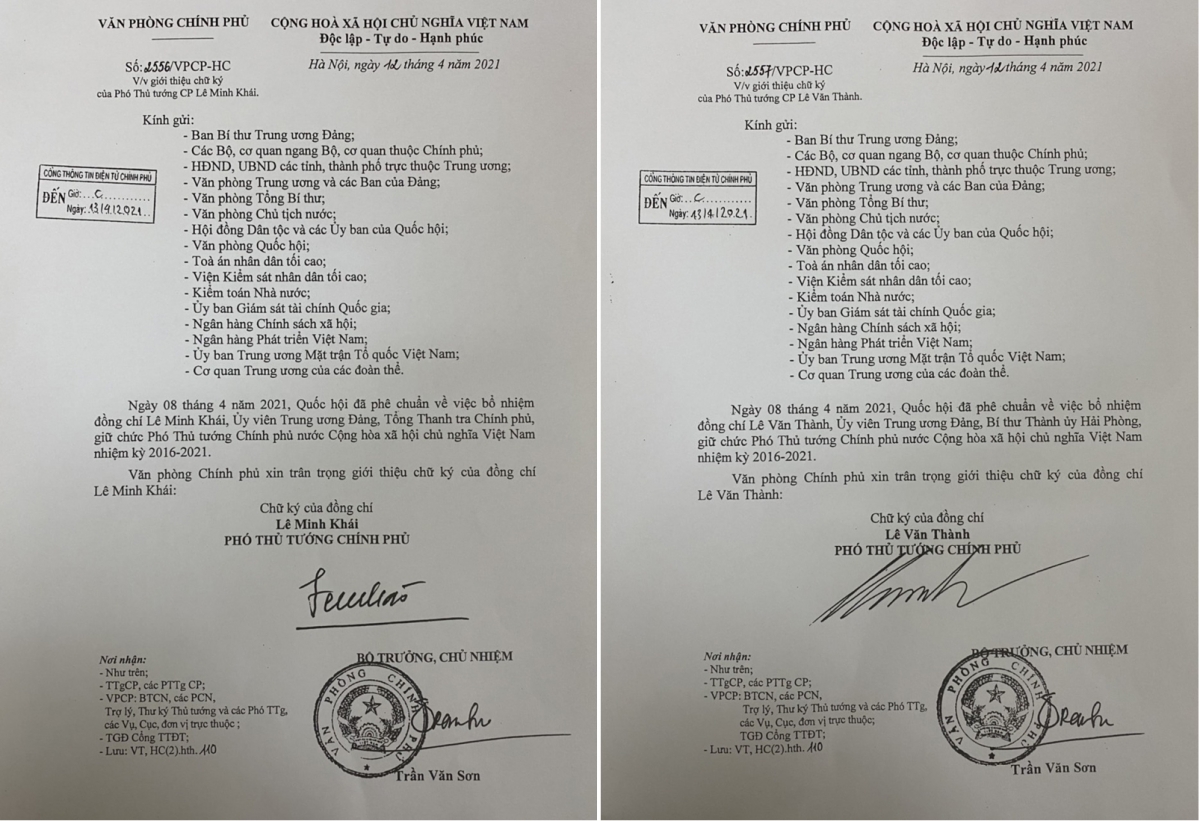 VĂN PHÒNG CHÍNH PHỦ
CỘNG HOÀ XÃ HỘI CHỦ NGHĨA VIỆT NAM
Độc lập - Tự do - Hạnh phúc
Số: 2556/VPCP-HC
Hà Nội, ngày 12 tháng 4 năm 2021
V/v giới thiệu chữ ký
của Phó Thủ tướng CP Lê Minh Khái.
Kính gửi:
- Ban Bí thư Trung ương Đảng;
- Các Bộ, cơ quan ngang Bộ, cơ quan thuộc Chính phủ;
- HĐND, UBND các tỉnh, thành phố trực thuộc Trung ương;
- Văn phòng Trung ương và các Ban của Đảng;
- Văn phòng Tổng Bí thư;
- Văn phòng Chủ tịch nước;
- Hội đồng Dân tộc và các Ủy ban của Quốc hội;
- Văn phòng Quốc hội;
- Toà án nhân dân tối cao;
- Viện Kiểm sát nhân dân tối cao;
- Kiểm toán Nhà nước;
- Ủy ban Giám sát tài chính Quốc gia;
- Ngân hàng Chính sách xã hội;
- Ngân hàng Phát triển Việt Nam;
- Ủy ban Trung ương Mặt trận Tổ quốc Việt Nam;
- Cơ quan Trung ương của các đoàn thể.
CỔNG THÔNG TIN ĐIỆN TỬ CHÍNH PHỦ
ĐẾN Giờ: ...C...........
Ngày: 13/4/2021
Ngày 08 tháng 4 năm 2021, Quốc hội đã phê chuẩn về việc bổ nhiệm
đồng chí Lê Minh Khái, Ủy viên Trung ương Đảng, Tổng Thanh tra Chính phủ,
giữ chức Phó Thủ tướng Chính phủ nước Cộng hòa xã hội chủ nghĩa Việt Nam
nhiệm kỳ 2016-2021.
Văn phòng Chính phủ xin trân trọng giới thiệu chữ ký của đồng chí
Lê Minh Khái:
Chữ ký của đồng chí
Lê Minh Khái
PHÓ THỦ TƯỚNG CHÍNH PHỦ
Nơi nhận:
- Như trên;
- TTgCP, các PTTg CP;
- VPCP: BTCN, các PCN,
Trợ lý, Thư ký Thủ tướng và các Phó TTg,
các Vụ, Cục, đơn vị trực thuộc ;
- TGĐ Cổng TTĐT;
- Lưu: VT, HC(2).hth. 110
BỘ TRƯỞNG, CHỦ NHIỆM
VĂN PHÒNG CHÍNH PHỦ
Trần Văn Sơn
VĂN PHÒNG CHÍNH PHỦ
CỘNG HOÀ XÃ HỘI CHỦ NGHĨA VIỆT NAM
Độc lập - Tự do - Hạnh phúc
Số: 2557/VPCP-HC
Hà Nội, ngày 12 tháng 4 năm 2021
V/v giới thiệu chữ ký
của Phó Thủ tướng CP Lê Văn Thành.
Kính gửi:
- Ban Bí thư Trung ương Đảng;
- Các Bộ, cơ quan ngang Bộ, cơ quan thuộc Chính phủ;
- HĐND, UBND các tỉnh, thành phố trực thuộc Trung ương;
- Văn phòng Trung ương và các Ban của Đảng;
- Văn phòng Tổng Bí thư;
- Văn phòng Chủ tịch nước;
- Hội đồng Dân tộc và các Ủy ban của Quốc hội;
- Văn phòng Quốc hội;
- Toà án nhân dân tối cao;
- Viện Kiểm sát nhân dân tối cao;
- Kiểm toán Nhà nước;
- Ủy ban Giám sát tài chính Quốc gia;
- Ngân hàng Chính sách xã hội;
- Ngân hàng Phát triển Việt Nam;
- Ủy ban Trung ương Mặt trận Tổ quốc Việt Nam;
- Cơ quan Trung ương của các đoàn thể.
CỔNG THÔNG TIN ĐIỆN TỬ CHÍNH PHỦ
ĐẾN Giờ: ...C...........
Ngày: 13/4/2021
Ngày 08 tháng 4 năm 2021, Quốc hội đã phê chuẩn về việc bổ nhiệm
đồng chí Lê Văn Thành, Ủy viên Trung ương Đảng, Bí thư Thành ủy Hải Phòng,
giữ chức Phó Thủ tướng Chính phủ nước Cộng hòa xã hội chủ nghĩa Việt Nam
nhiệm kỳ 2016-2021.
Văn phòng Chính phủ xin trân trọng giới thiệu chữ ký của đồng chí
Lê Văn Thành:
Chữ ký của đồng chí
Lê Văn Thành
PHÓ THỦ TƯỚNG CHÍNH PHỦ
Nơi nhận:
- Như trên;
- TTgCP, các PTTg CP;
- VPCP: BTCN, các PCN,
Trợ lý, Thư ký Thủ tướng và các Phó TTg,
các Vụ, Cục, đơn vị trực thuộc;
TGĐ Cổng TTĐT;
- Lưu: VT, HC(2).hth. 110
BỘ TRƯỞNG, CHỦ NHIỆM
VĂN PHÒNG CHÍNH PHỦ
Trần Văn Sơn